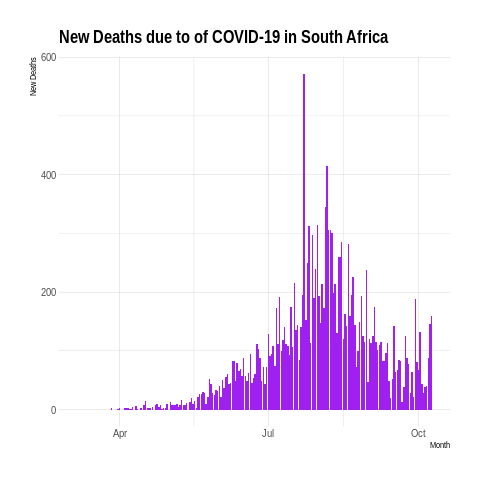 New Deaths due to of COVID-19 in South Africa
New Deaths
600
400
200
0
Apr
Jul
Oct
Month